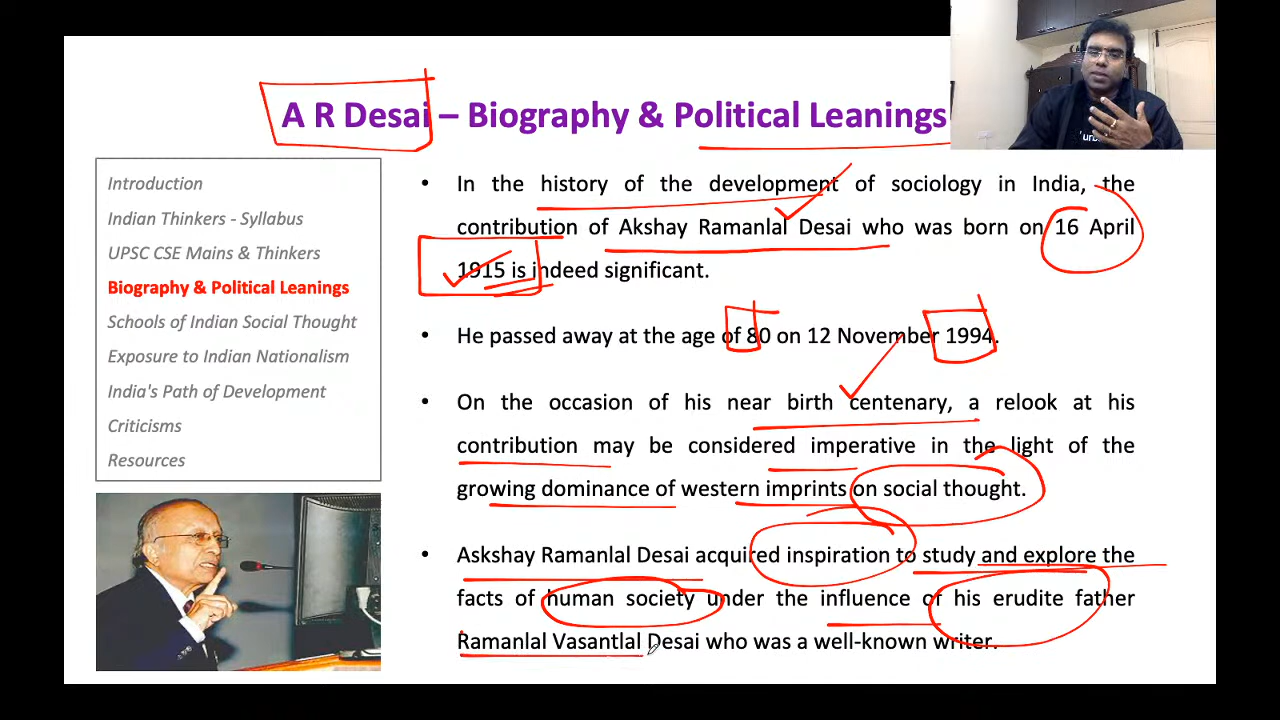 A R Desai – Biography & Political Leanings
Introduction
Indian Thinkers - Syllabus
UPSC CSE Mains & Thinkers
Biography & Political Leanings
Schools of Indian Social Thought
Exposure to Indian Nationalism
India's Path of Development
Criticisms
Resources
• In the history of the development of sociology in India, the
contribution of Akshay Ramanlal Desai who was born on 16 April
1915 is indeed significant.
• He passed away at the age of 80 on 12 November 1994.
• On the occasion of his near birth centenary, a relook at his
contribution may be considered imperative in the light of the
growing dominance of western imprints on social thought.
• Askshay Ramanlal Desai acquired inspiration to study and explore the
facts of human society under the influence of his erudite father
Ramanlal Vasantlal Desai who was a well-known writer.